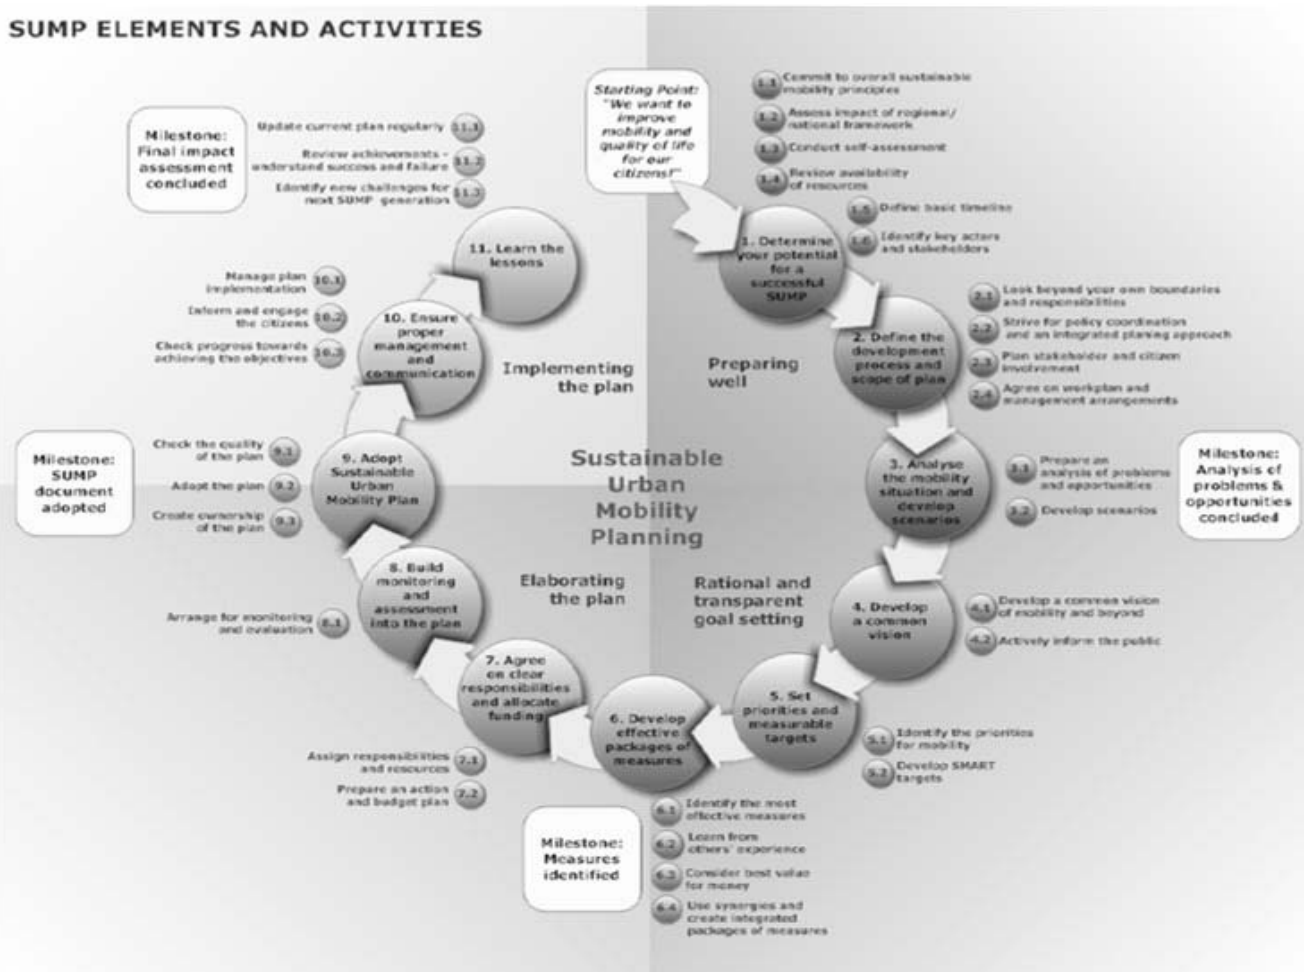 SUMP ELEMENTS AND ACTIVITIES
Starting Point:
"We want to
improve
mobility and
quality of life
for our
citizens!"
1.1 Commit to overall sustainable
mobility principles
1.2 Assess impact of regional/
national framework
1.3 Conduct self-assessment
1.4 Review availability
of resources
1.5 Define basic timeline
1.6 Identify key actors
and stakeholders
1. Determine
your potential
for a
successful
SUMP
2. Define the
development
process and
scope of plan
2.1 Look beyond your own boundaries
and responsibilities
2.2 Strive for policy coordination
and an integrated planing approach
2.3 Plan stakeholder and citizen
involvement
2.4 Agree on workplan and
management arrangements
Preparing
well
3. Analyse
the mobility
situation and
develop
scenarios
3.1 Prepare an
analysis of problems
and opportunities
3.2 Develop scenarios
Milestone:
Analysis of
problems &
opportunities
concluded
4. Develop
a common
vision
4.1 Develop a common vision
of mobility and beyond
4.2 Actively inform the public
Rational and
transparent
goal setting
5. Set
priorities and
measurable
targets
5.1 Identify the priorities
for mobility
5.2 Develop SMART
targets
6. Develop
effective
packages of
measures
6.1 Identify the most
effective measures
6.2 Learn from
others' experience
6.3 Consider best value
for money
6.4 Use synergies and
create integrated
packages of measures
Milestone:
Measures
identified
7. Agree
on clear
responsibilities
and allocate
funding
Assign responsibilities 7.1
and resources
Prepare an action 7.2
and budget plan
Elaborating
the plan
8. Build
monitoring
and
assessment
into the plan
Arrange for monitoring 8.1
and evaluation
9. Adopt
Sustainable
Urban
Mobility Plan
Check the quality 9.1
of the plan
Adopt the plan 9.2
Create ownership 9.3
of the plan
Milestone:
SUMP
document
adopted
10. Ensure
proper
management
and
communication
Manage plan 10.1
implementation
Inform and engage 10.2
the citizens
Check progress towards 10.3
achieving the objectives
Implementing
the plan
11. Learn the
lessons
Update current plan regularly 11.1
Review achievements - 11.2
understand success and failure
Identify new challenges for 11.3
next SUMP generation
Milestone:
Final impact
assessment
concluded
Sustainable
Urban
Mobility
Planning